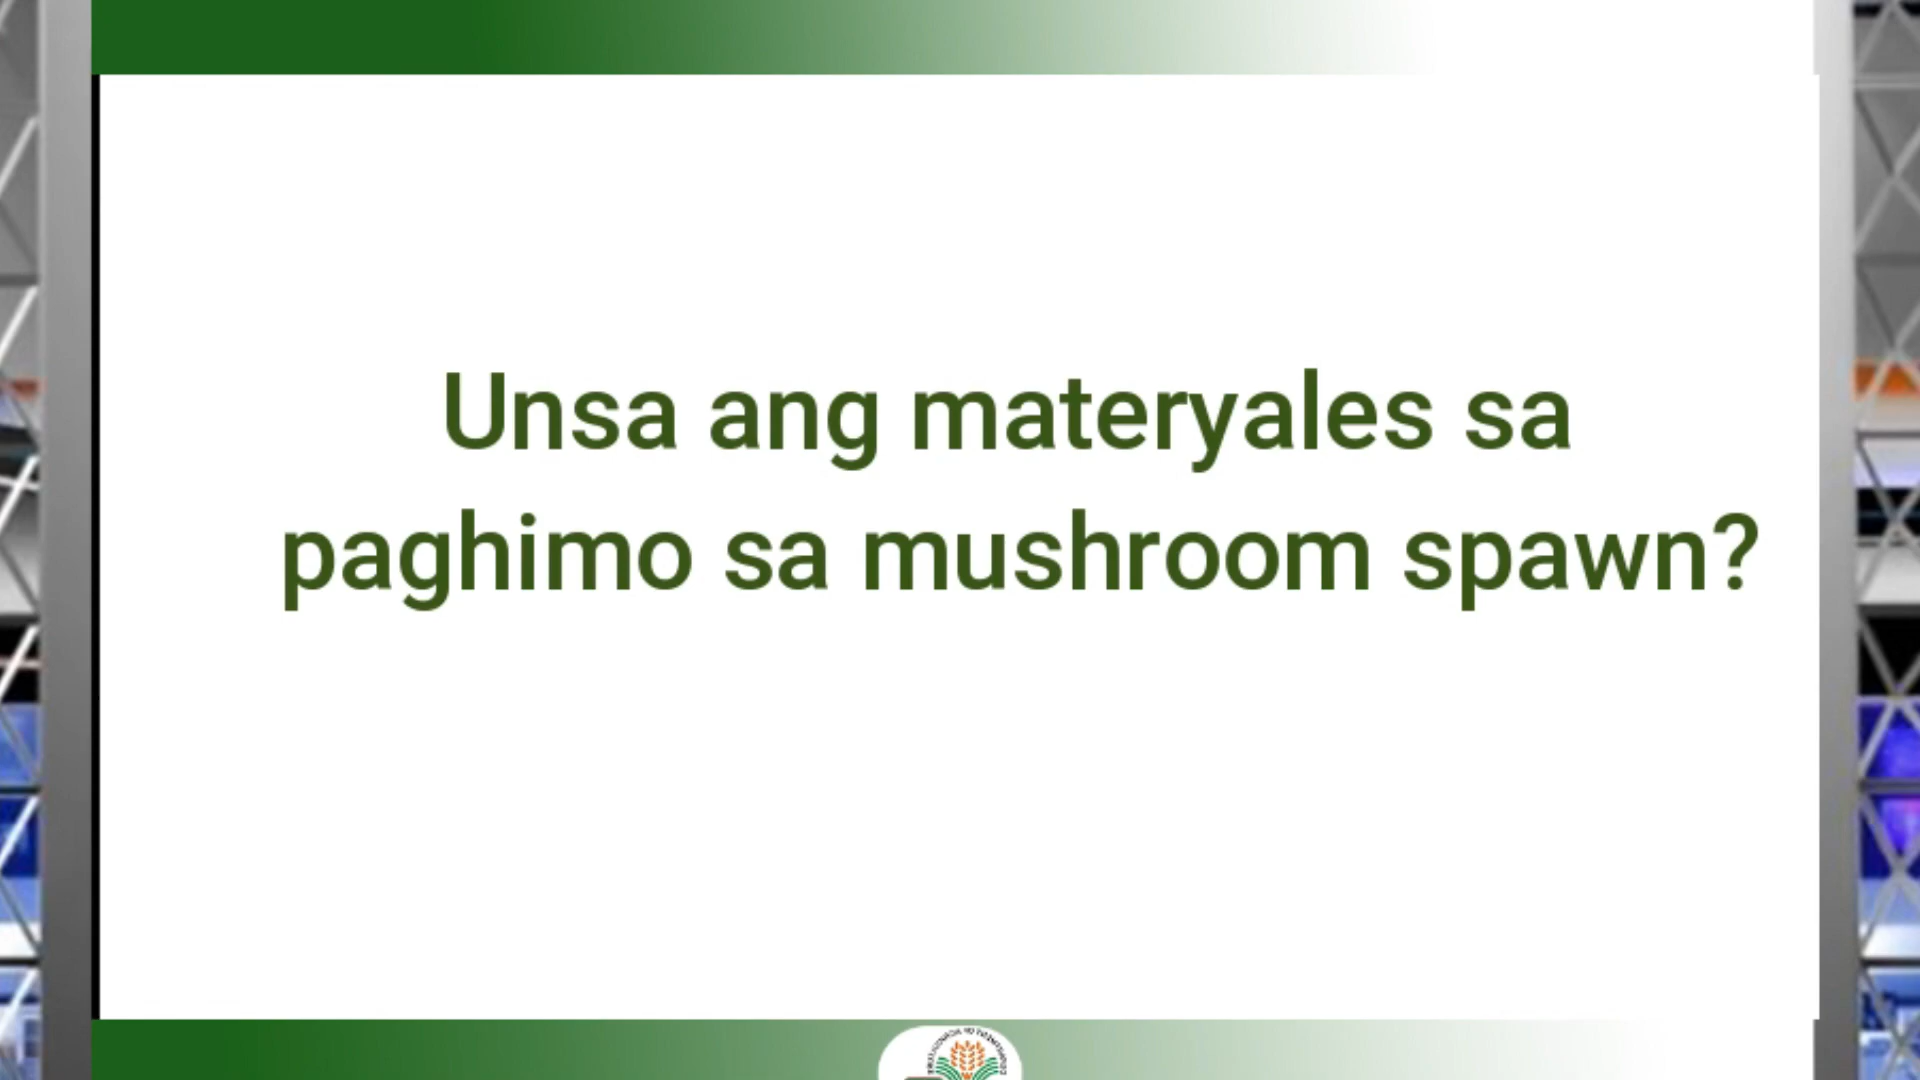 Unsa ang materyales sa
paghimo sa mushroom spawn?